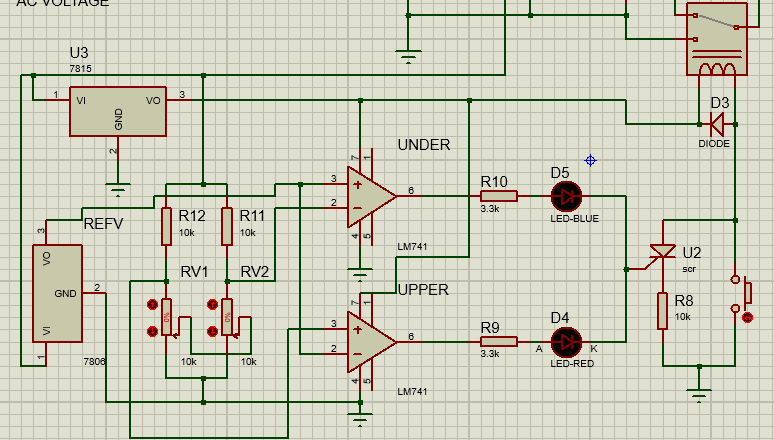 AC VOLTAGE
U3
7815
1
VI
VO
3
GND
2
D3
DIODE
UNDER
7
1
3
2
6
4
5
LM741
R10
3.3k
D5
LED-BLUE
REFV
3
VO
GND
2
VI
1
7806
R12
10k
R11
10k
RV1
0%
10k
RV2
0%
10k
UPPER
7
1
3
2
6
4
5
LM741
R9
3.3k
D4
A
K
LED-RED
U2
scr
R8
10k